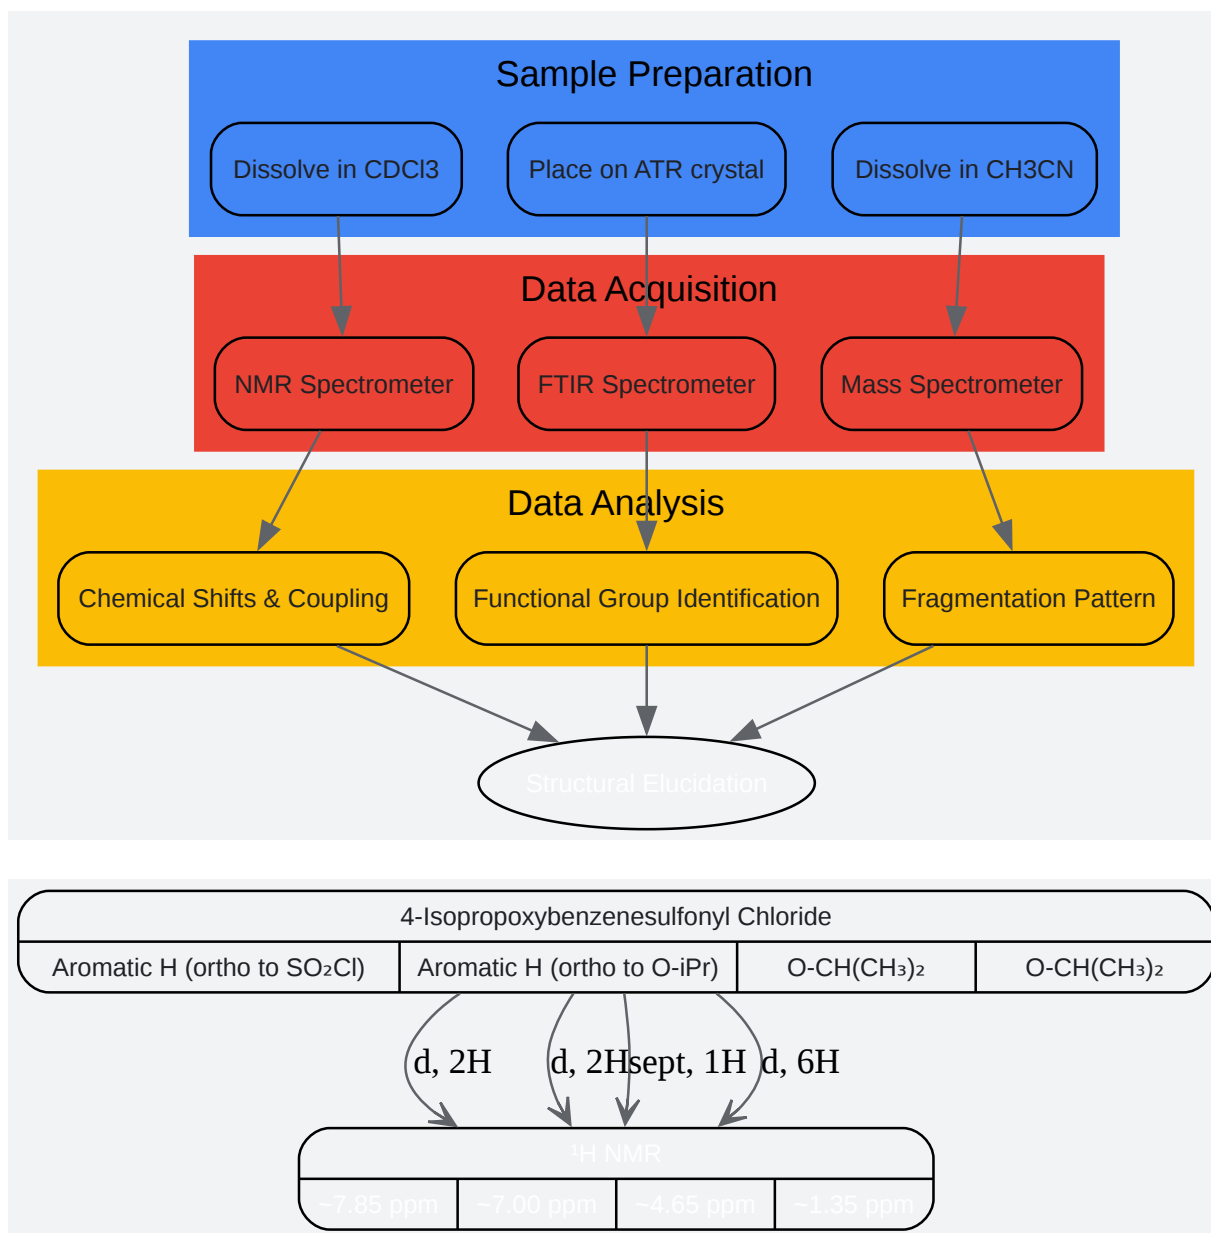 Sample Preparation
Dissolve in CDCl3
Place on ATR crystal
Dissolve in CH3CN
Data Acquisition
NMR Spectrometer
FTIR Spectrometer
Mass Spectrometer
Data Analysis
Chemical Shifts & Coupling
Functional Group Identification
Fragmentation Pattern
Structural Elucidation
4-Isopropoxybenzenesulfonyl Chloride
Aromatic H (ortho to SO₂Cl)
Aromatic H (ortho to O-iPr)
O-CH(CH₃)₂
O-CH(CH₃)₂
d, 2H
d, 2H
sept, 1H
d, 6H
¹H NMR
~7.85 ppm
~7.00 ppm
~4.65 ppm
~1.35 ppm